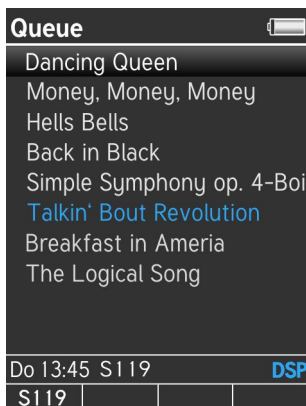 Queue
Dancing Queen
Money, Money, Money
Hells Bells
Back in Black
Simple Symphony op. 4-Boi
Talkin' Bout Revolution
Breakfast in Ameria
The Logical Song
Do 13:45 S119 DSP
S119